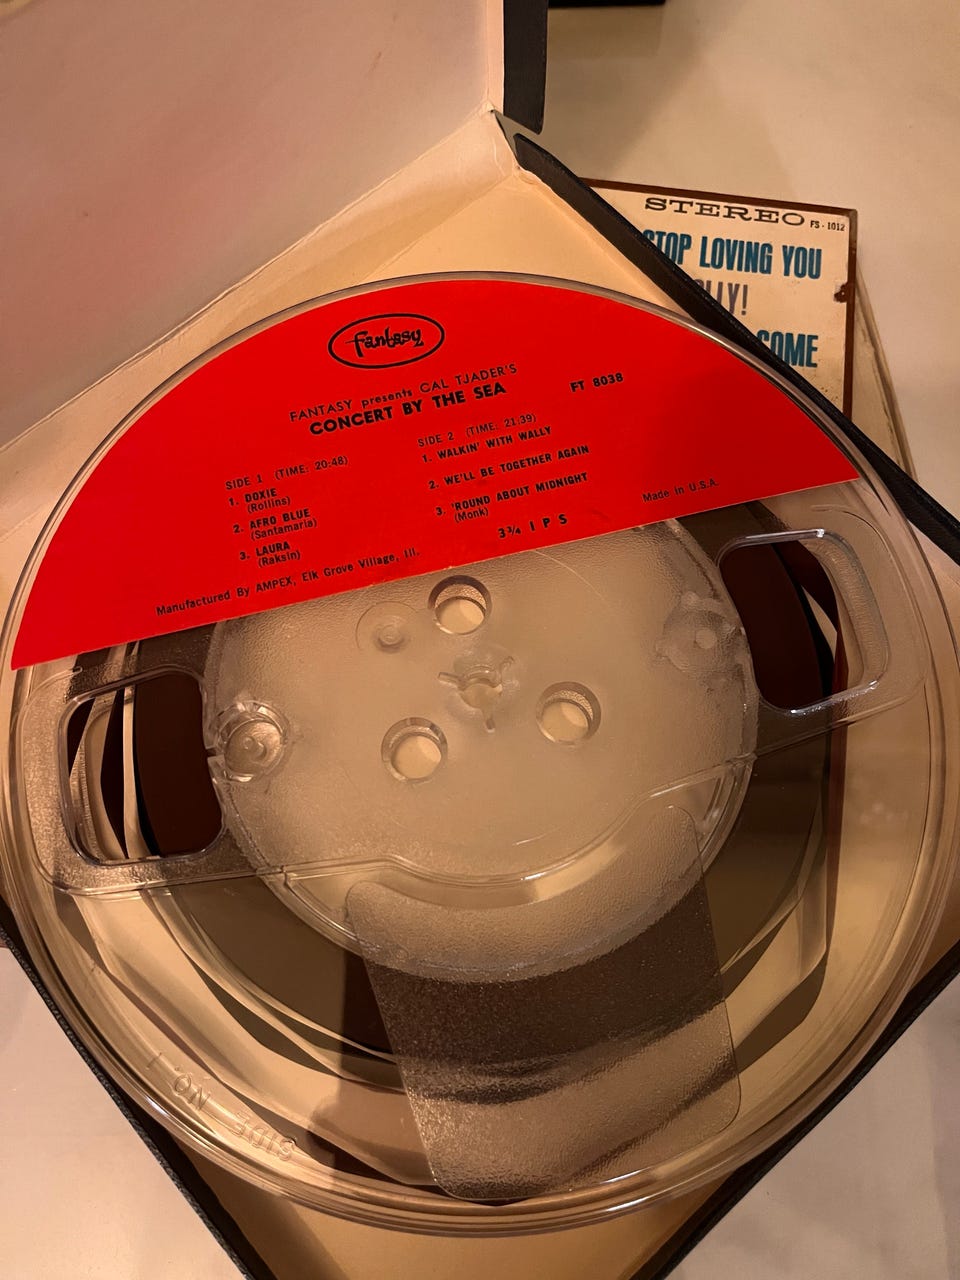 STEREO FS-1012
STOP LOVING YOU
LLY!
SOME
Fantasy
FANTASY presents CAL TJADER'S
CONCERT BY THE SEA
FT 8038
SIDE 1 (TIME: 20:48)
1. DOXIE
(Rollins)
2. AFRO BLUE
(Santamaria)
3. LAURA
(Raksin)
SIDE 2 (TIME: 21:39)
1. WALKIN' WITH WALLY
2. WE'LL BE TOGETHER AGAIN
3. 'ROUND ABOUT MIDNIGHT
(Monk)
3¾ IPS
Made in U.S.A.
Manufactured By AMPEX, Elk Grove Village, Ill.
SIDE NO. 1